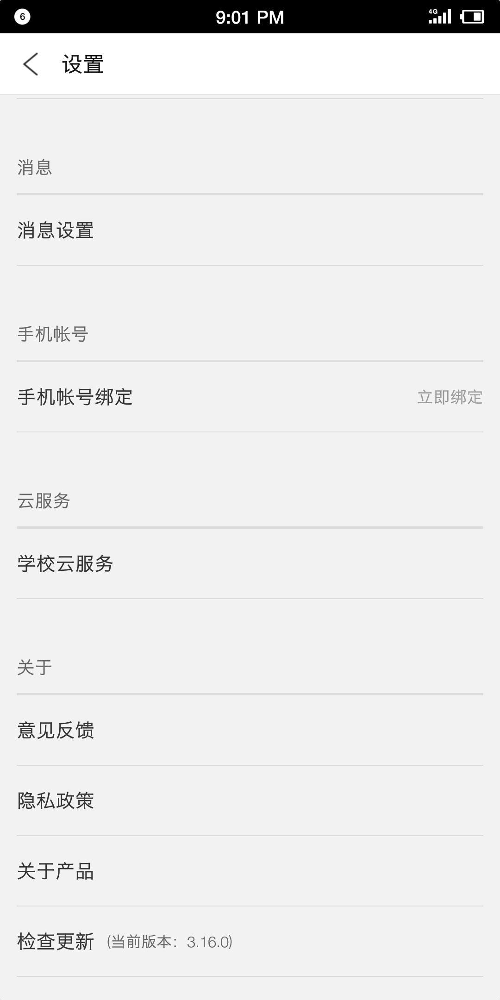 6
9:01 PM
4G
设置
消息
消息设置
手机帐号
手机帐号绑定
立即绑定
云服务
学校云服务
关于
意见反馈
隐私政策
关于产品
检查更新 (当前版本：3.16.0)